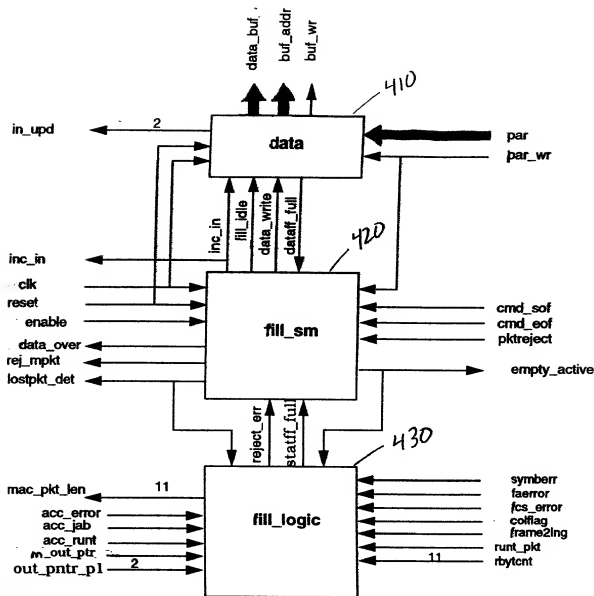 data_buf
buf_addr
buf_wr
410
in_upd
2
data
par
par_wr
inc_in
fill_idle
data_write
dataff_full
420
inc_in
clk
reset
enable
fill_sm
cmd_sof
cmd_eof
pktreject
data_over
rej_mpkt
lostpkt_det
empty_active
reject_err
statff_full
430
mac_pkt_len
11
fill_logic
symberr
faerror
fcs_error
colflag
frame2lng
runt_pkt
11
rbytcnt
acc_error
acc_jab
acc_runt
m_out_ptr
out_pntr_p1
2